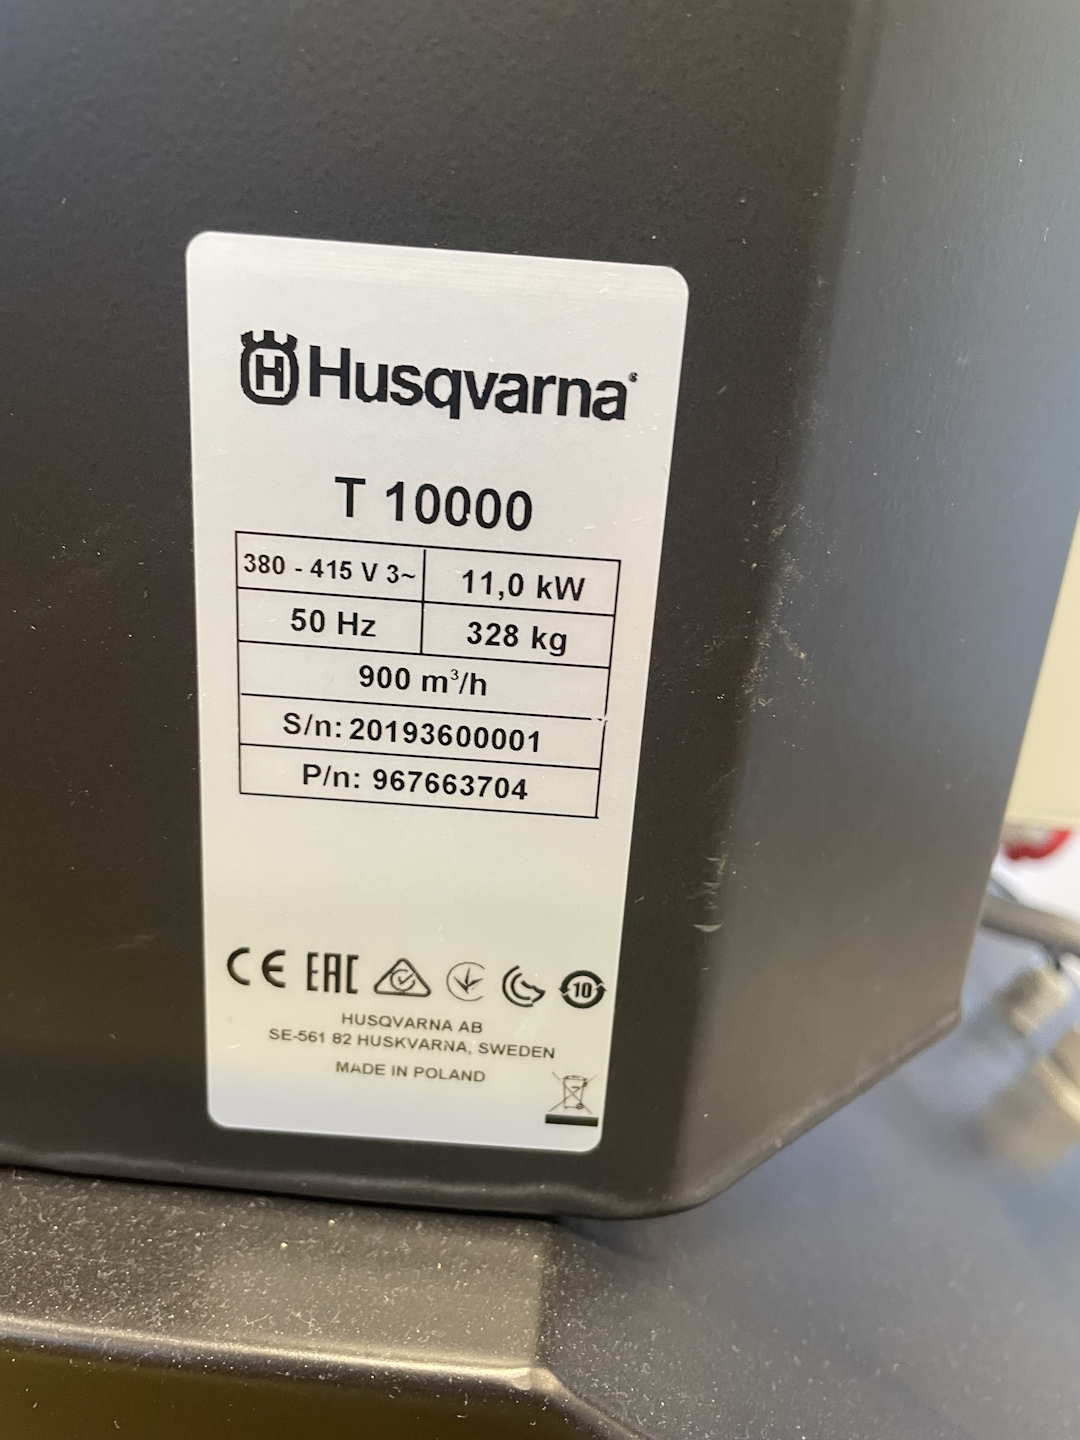 Husqvarna®
T 10000
380 - 415 V 3~ 11,0 kW
50 Hz 328 kg
900 m³/h
S/n: 20193600001
P/n: 967663704
CE EAC 10
HUSQVARNA AB
SE-561 82 HUSKVARNA, SWEDEN
MADE IN POLAND